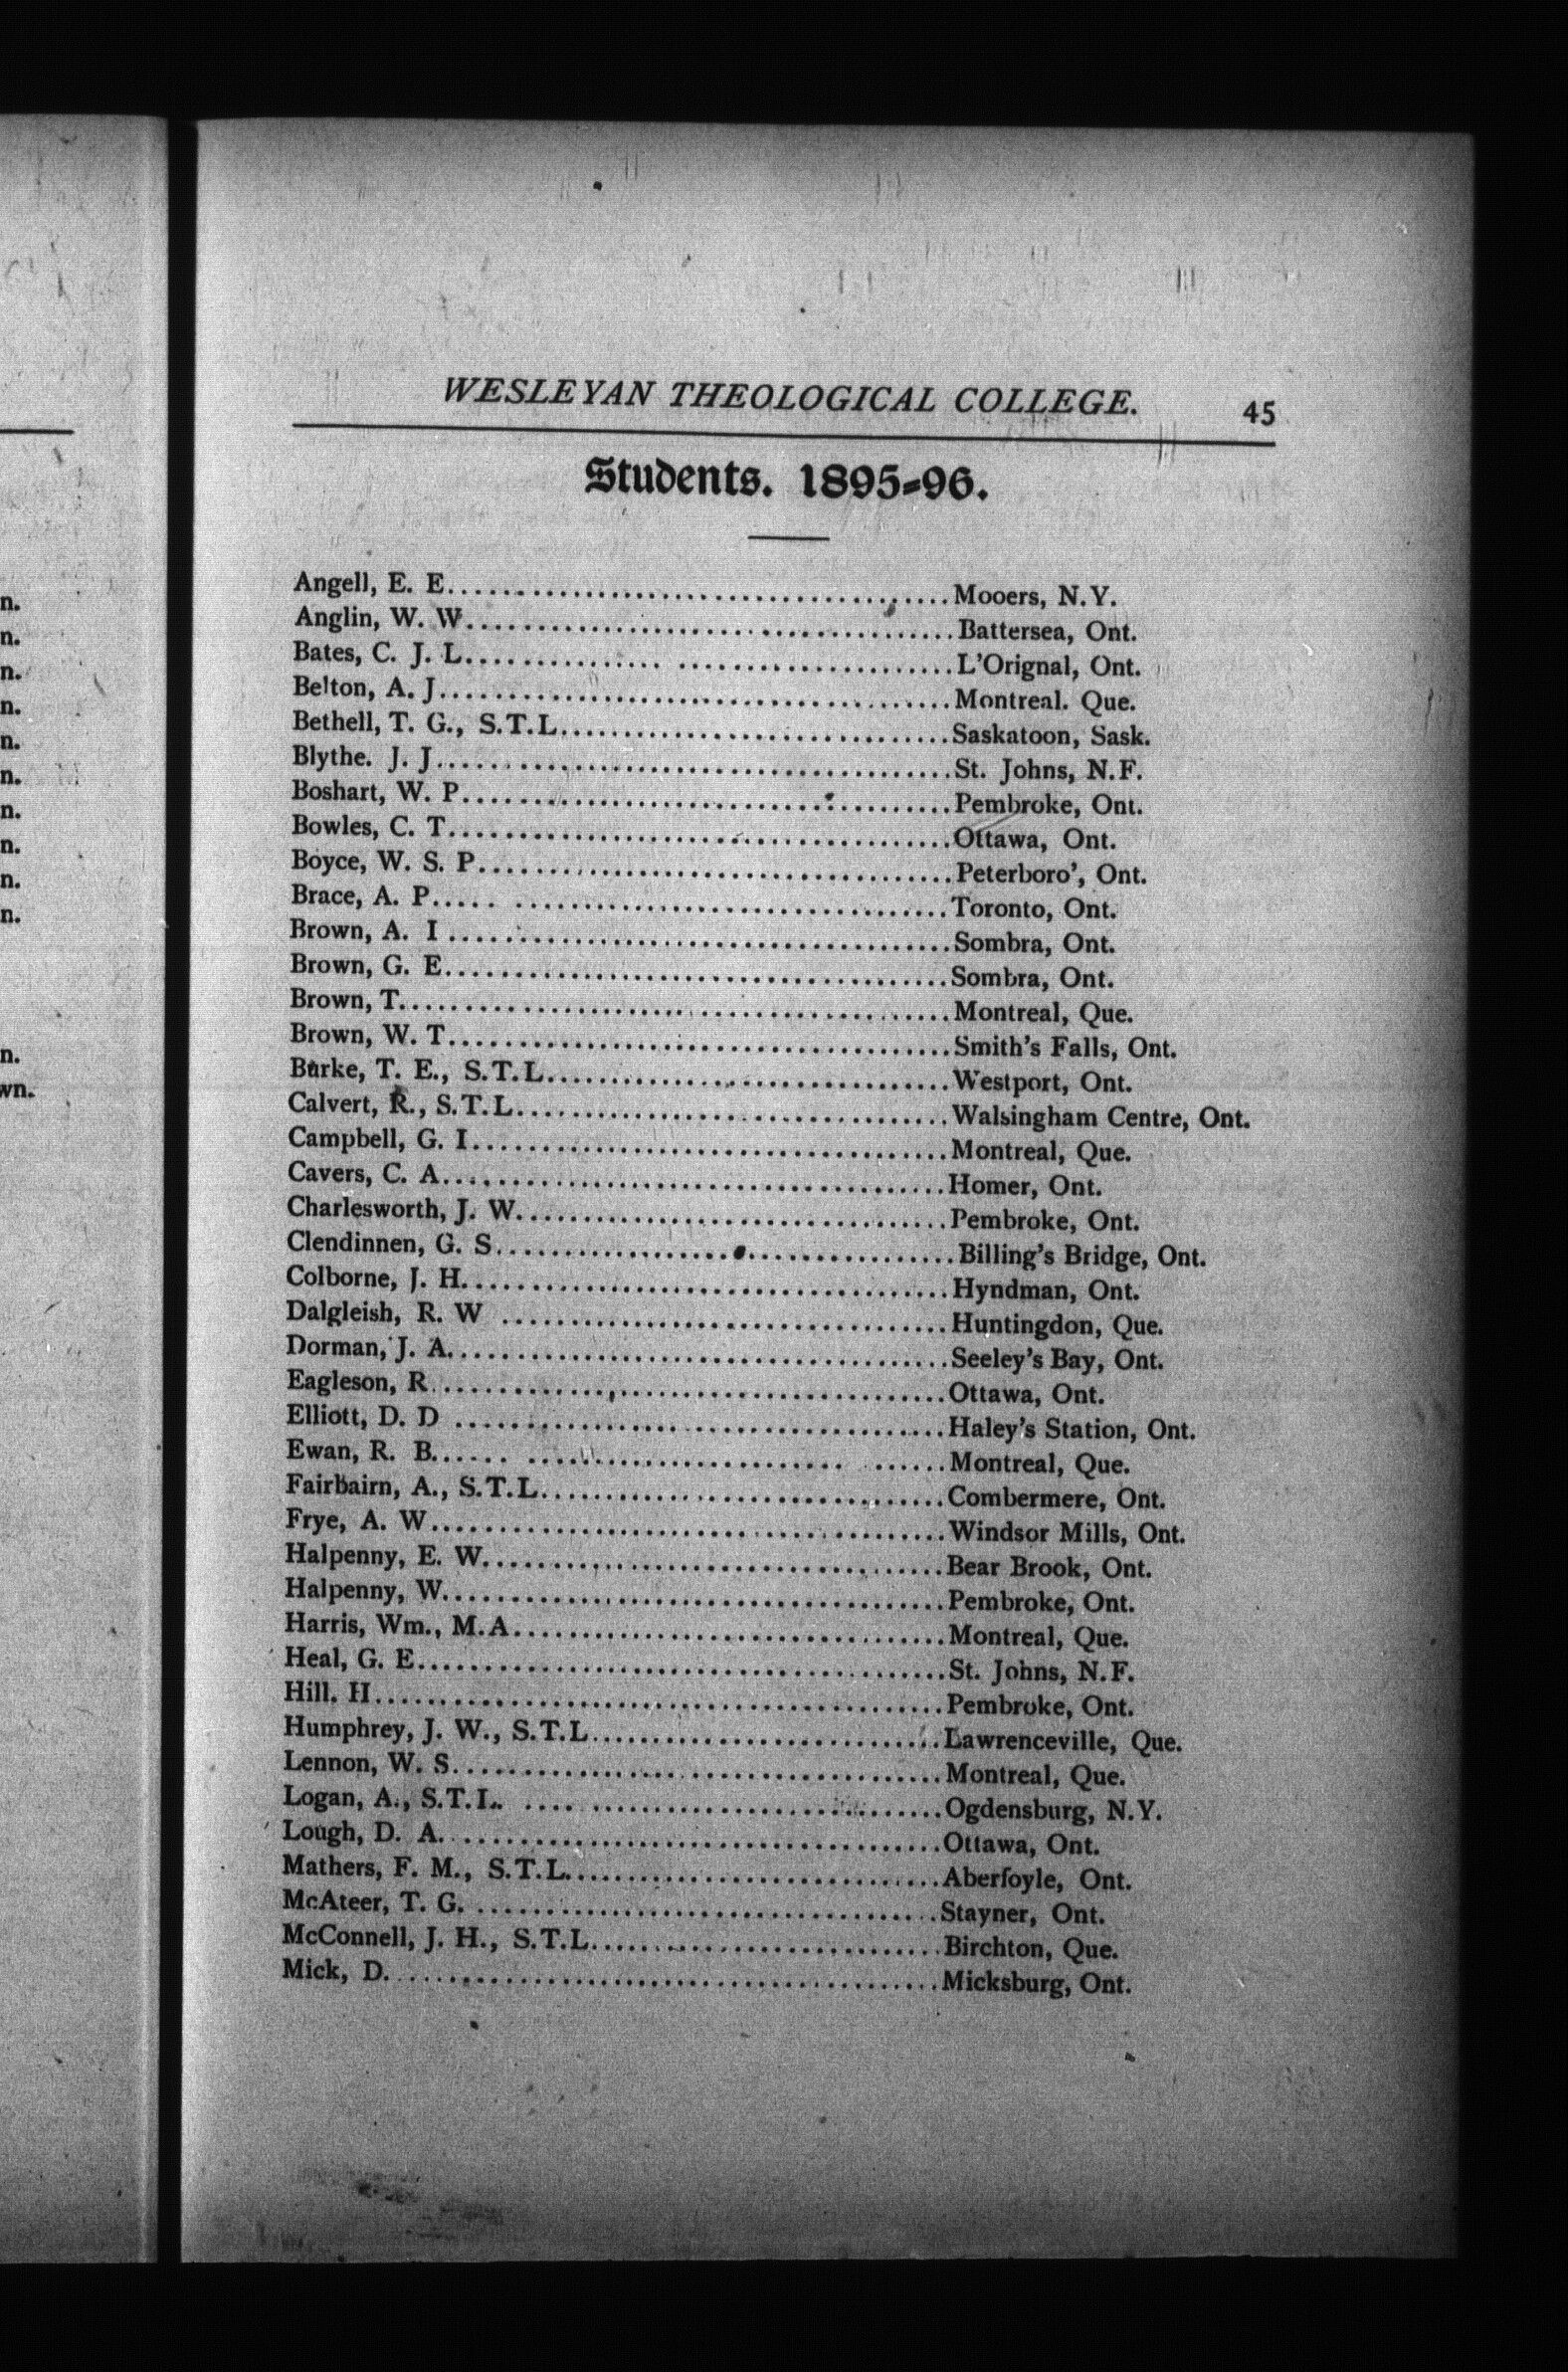 WESLEYAN THEOLOGICAL COLLEGE. 45
Students. 1895-96.
Angell, E. E. Mooers, N.Y.
Anglin, W. W. Battersea, Ont.
Bates, C. J. L. L'Orignal, Ont.
Belton, A. J. Montreal. Que.
Bethell, T. G., S.T.L. Saskatoon, Sask.
Blythe. J. J. St. Johns, N.F.
Boshart, W. P. Pembroke, Ont.
Bowles, C. T. Ottawa, Ont.
Boyce, W. S. P. Peterboro', Ont.
Brace, A. P. Toronto, Ont.
Brown, A. I. Sombra, Ont.
Brown, G. E. Sombra, Ont.
Brown, T. Montreal, Que.
Brown, W. T. Smith's Falls, Ont.
Burke, T. E., S.T.L. Westport, Ont.
Calvert, R., S.T.L. Walsingham Centre, Ont.
Campbell, G. I. Montreal, Que.
Cavers, C. A. Homer, Ont.
Charlesworth, J. W. Pembroke, Ont.
Clendinnen, G. S. Billing's Bridge, Ont.
Colborne, J. H. Hyndman, Ont.
Dalgleish, R. W Huntingdon, Que.
Dorman, J. A. Seeley's Bay, Ont.
Eagleson, R. Ottawa, Ont.
Elliott, D. D Haley's Station, Ont.
Ewan, R. B. Montreal, Que.
Fairbairn, A., S.T.L. Combermere, Ont.
Frye, A. W. Windsor Mills, Ont.
Halpenny, E. W. Bear Brook, Ont.
Halpenny, W. Pembroke, Ont.
Harris, Wm., M.A. Montreal, Que.
Heal, G. E. St. Johns, N.F.
Hill. H. Pembroke, Ont.
Humphrey, J. W., S.T.L. Lawrenceville, Que.
Lennon, W. S. Montreal, Que.
Logan, A., S.T.L. Ogdensburg, N.Y.
Lough, D. A. Ottawa, Ont.
Mathers, F. M., S.T.L. Aberfoyle, Ont.
McAteer, T. G. Stayner, Ont.
McConnell, J. H., S.T.L. Birchton, Que.
Mick, D. Micksburg, Ont.